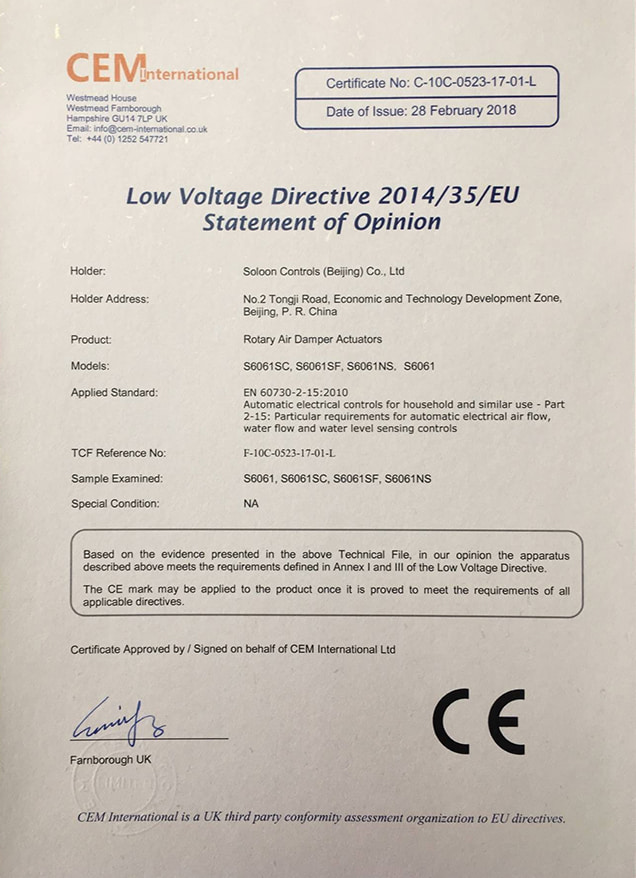 CEM International
Westmead House
Westmead Farnborough
Hampshire GU14 7LP UK
Email: info@cem-international.co.uk
Tel: +44 (0) 1252 547721
Certificate No: C-10C-0523-17-01-L
Date of Issue: 28 February 2018
Low Voltage Directive 2014/35/EU
Statement of Opinion
Holder: Soloon Controls (Beijing) Co., Ltd
Holder Address: No.2 Tongji Road, Economic and Technology Development Zone,
Beijing, P. R. China
Product: Rotary Air Damper Actuators
Models: S6061SC, S6061SF, S6061NS, S6061
Applied Standard: EN 60730-2-15:2010
Automatic electrical controls for household and similar use - Part
2-15: Particular requirements for automatic electrical air flow,
water flow and water level sensing controls
TCF Reference No: F-10C-0523-17-01-L
Sample Examined: S6061, S6061SC, S6061SF, S6061NS
Special Condition: NA
Based on the evidence presented in the above Technical File, in our opinion the apparatus
described above meets the requirements defined in Annex I and III of the Low Voltage Directive.
The CE mark may be applied to the product once it is proved to meet the requirements of all
applicable directives.
Certificate Approved by / Signed on behalf of CEM International Ltd
CE
Farnborough UK
CEM International is a UK third party conformity assessment organization to EU directives.